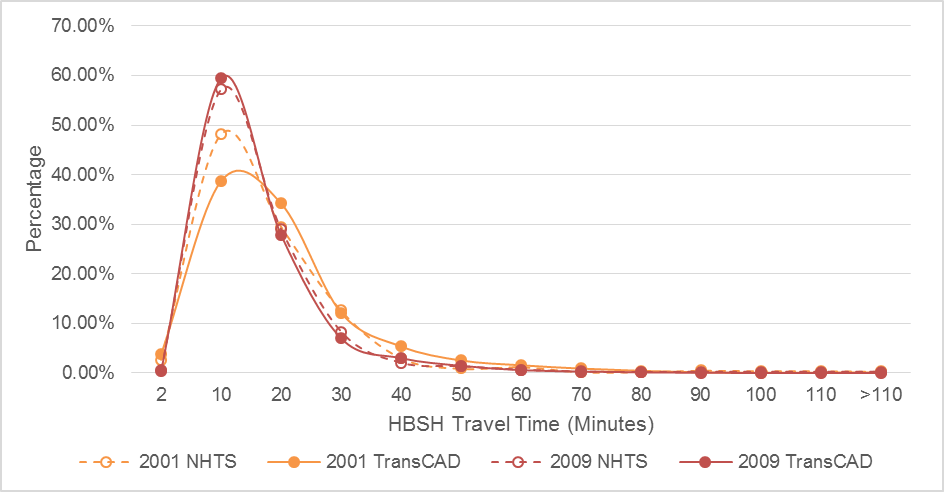 70.00%
60.00%
50.00%
40.00%
30.00%
20.00%
10.00%
0.00%
Percentage
2 10 20 30 40 50 60 70 80 90 100 110 >110
HBSH Travel Time (Minutes)
2001 NHTS 2001 TransCAD 2009 NHTS 2009 TransCAD